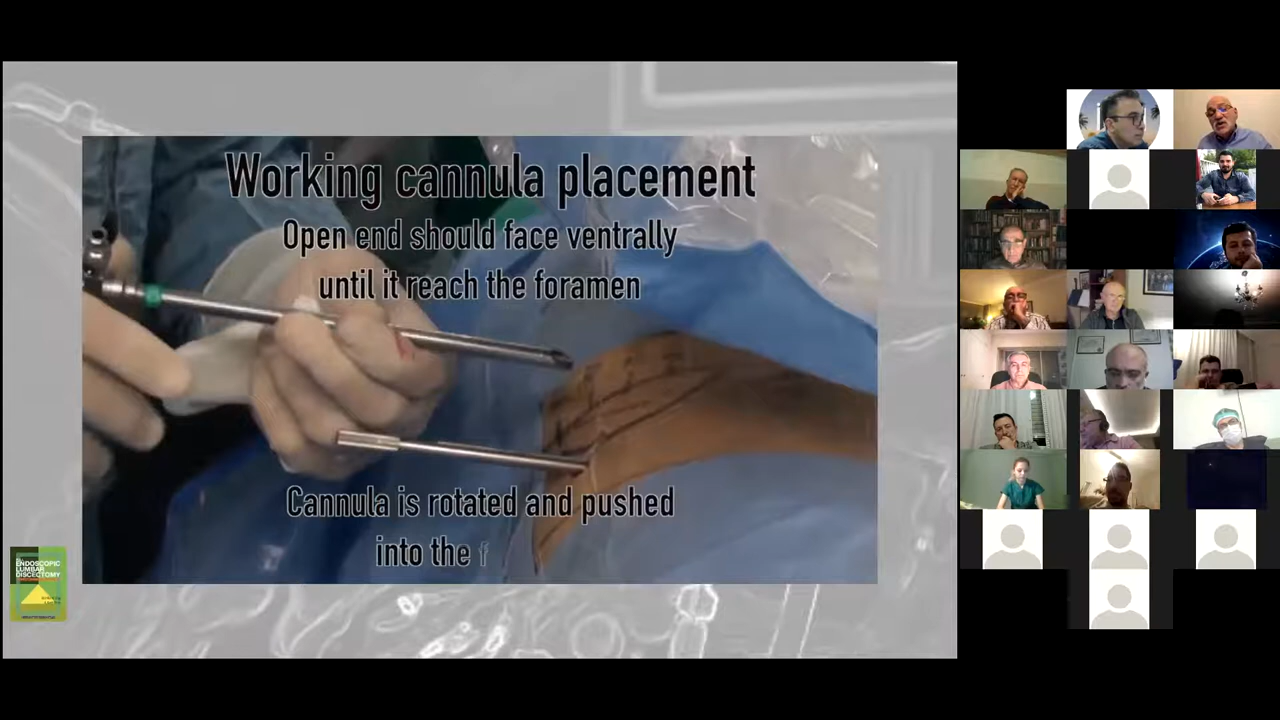 Working cannula placement
Open end should face ventrally
until it reach the foramen
Cannula is rotated and pushed
into the f
ENDOSCOPIC
LUMBAR
DISCECTOMY